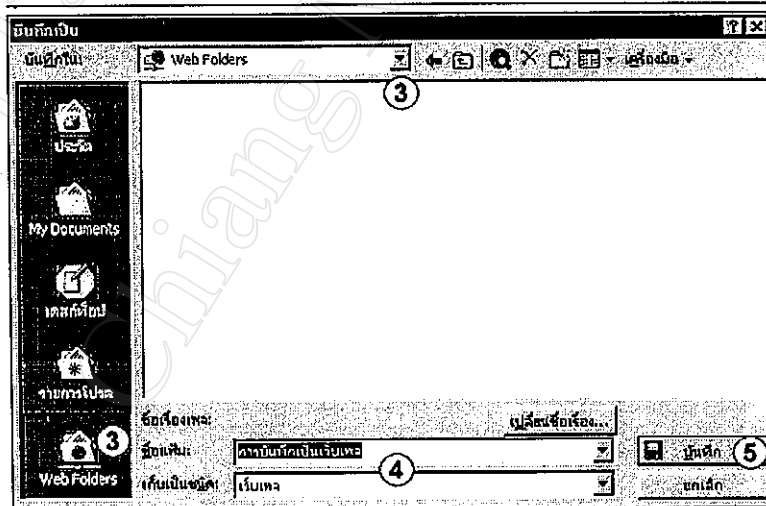 บันทึกเป็น
บันทึกใน: Web Folders เครื่องมือ
3
ประวัติ
My Documents
เดสก์ท็อป
รายการโปรด
ชื่อเรื่องเพจ: เปลี่ยนชื่อเรื่อง...
3 ชื่อแฟ้ม: การบันทึกเป็นเว็บเพจ บันทึก 5
4
Web Folders เก็บเป็นชนิด: เว็บเพจ ยกเลิก
Chiang